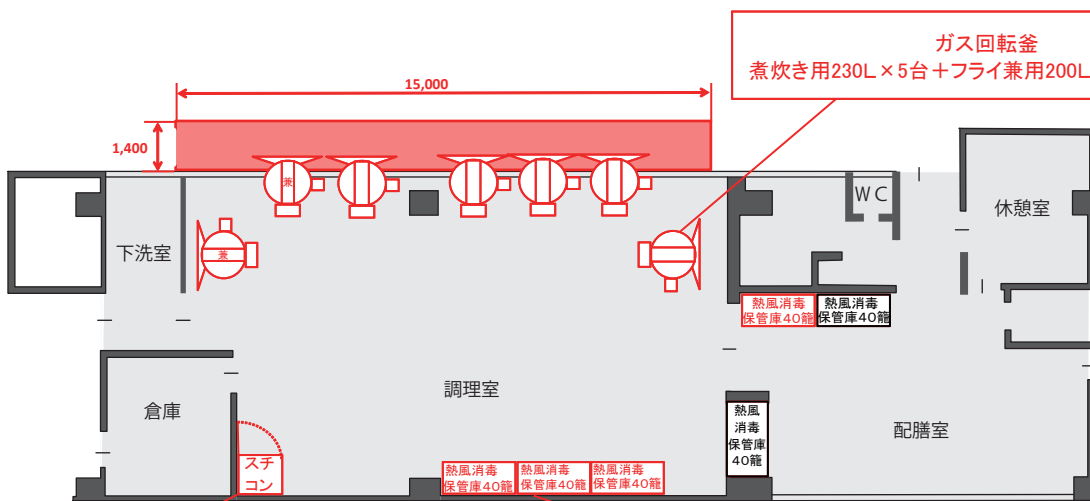 ガス回転釜
煮炊き用230L×5台+フライ兼用200L
15,000
1,400
兼
WC
休憩室
下洗室
兼
熱風消毒
保管庫40籠
熱風消毒
保管庫40籠
調理室
倉庫
熱風
消毒
保管庫
40籠
配膳室
スチ
コン
熱風消毒
保管庫40籠
熱風消毒
保管庫40籠
熱風消毒
保管庫40籠